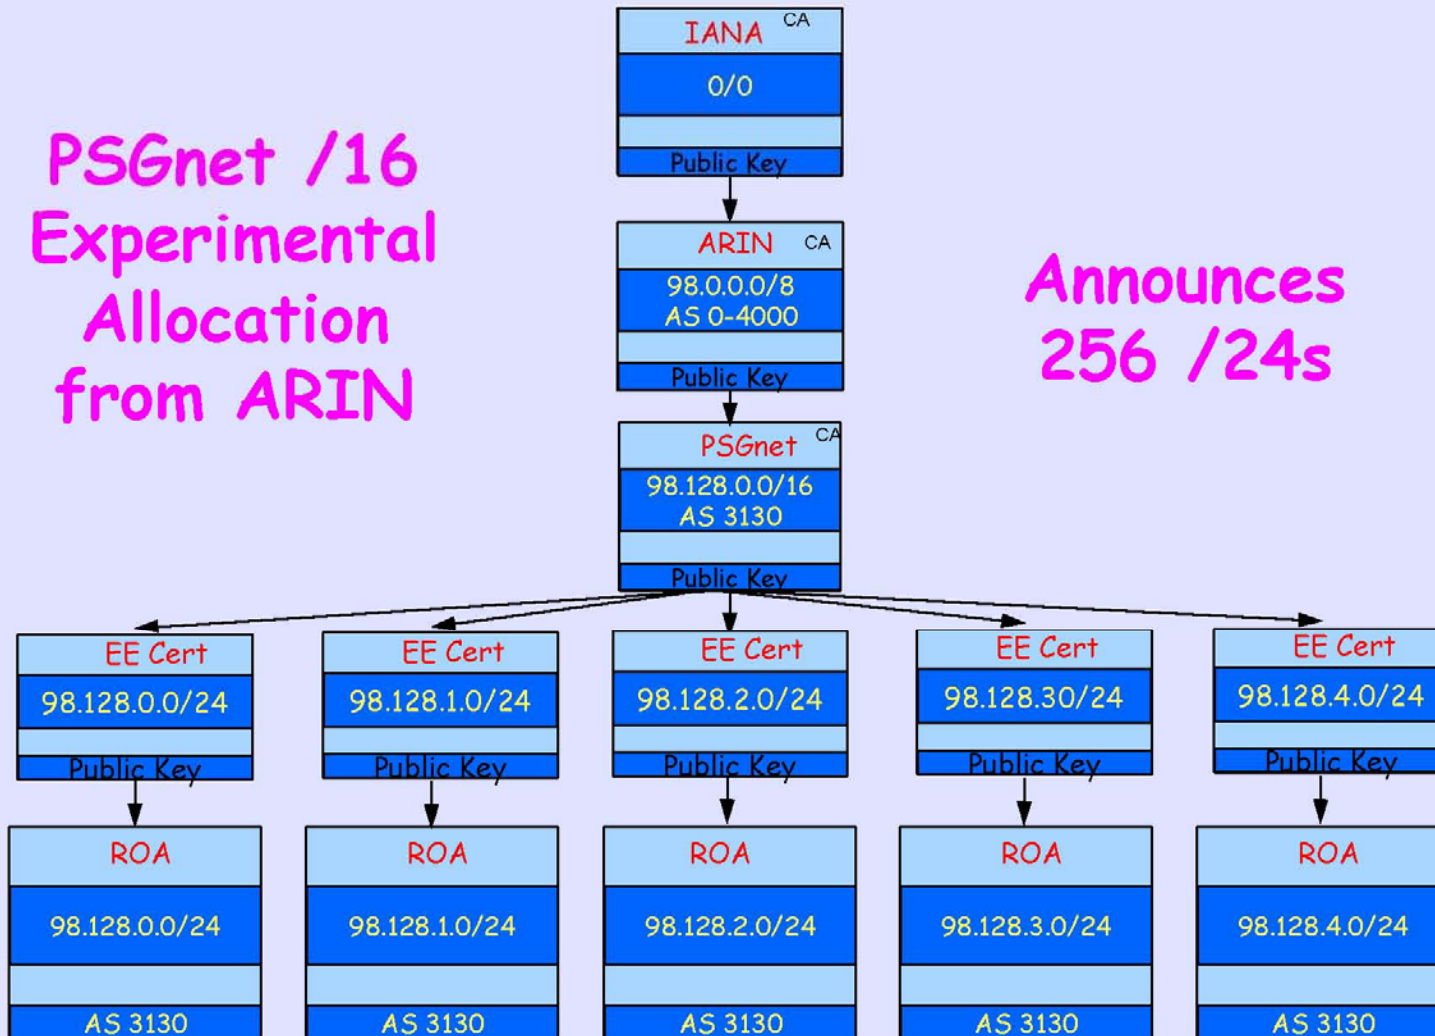 IANA CA
0/0
Public Key
PSGnet /16
Experimental
Allocation
from ARIN
ARIN CA
98.0.0.0/8
AS 0-4000
Public Key
Announces
256 /24s
PSGnet CA
98.128.0.0/16
AS 3130
Public Key
EE Cert
98.128.0.0/24
Public Key
EE Cert
98.128.1.0/24
Public Key
EE Cert
98.128.2.0/24
Public Key
EE Cert
98.128.30/24
Public Key
EE Cert
98.128.4.0/24
Public Key
ROA
98.128.0.0/24
AS 3130
ROA
98.128.1.0/24
AS 3130
ROA
98.128.2.0/24
AS 3130
ROA
98.128.3.0/24
AS 3130
ROA
98.128.4.0/24
AS 3130